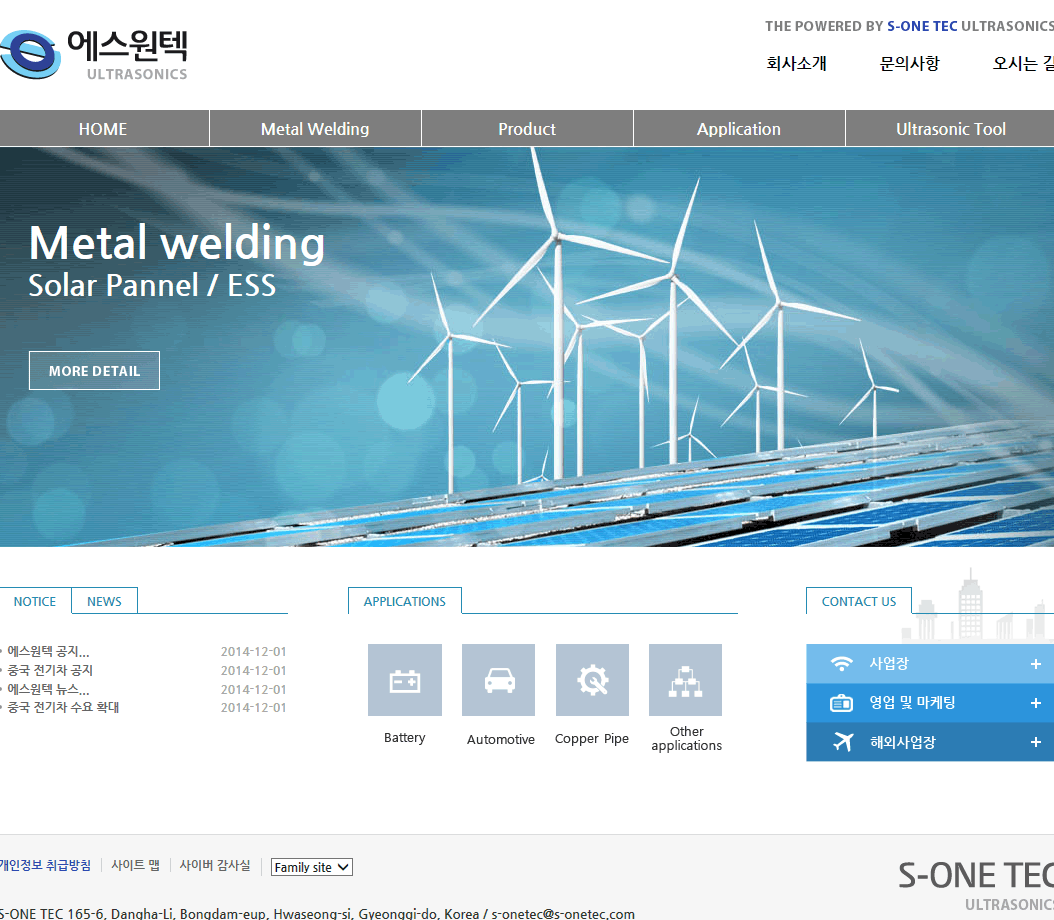 에스원텍
ULTRASONICS
THE POWERED BY S-ONE TEC ULTRASONICS
회사소개 문의사항 오시는 길
HOME Metal Welding Product Application Ultrasonic Tool
Metal welding
Solar Pannel / ESS
MORE DETAIL
NOTICE NEWS
에스원텍 공지... 2014-12-01
중국 전기차 공지 2014-12-01
에스원텍 뉴스... 2014-12-01
중국 전기차 수요 확대 2014-12-01
APPLICATIONS
Battery
Automotive
Copper Pipe
Other
applications
CONTACT US
사업장 +
영업 및 마케팅 +
해외사업장 +
개인정보 취급방침 사이트 맵 사이버 감사실 Family site
S-ONE TEC
ULTRASONICS
S-ONE TEC 165-6, Dangha-Li, Bongdam-eup, Hwaseong-si, Gyeonggi-do, Korea / s-onetec@s-onetec.com